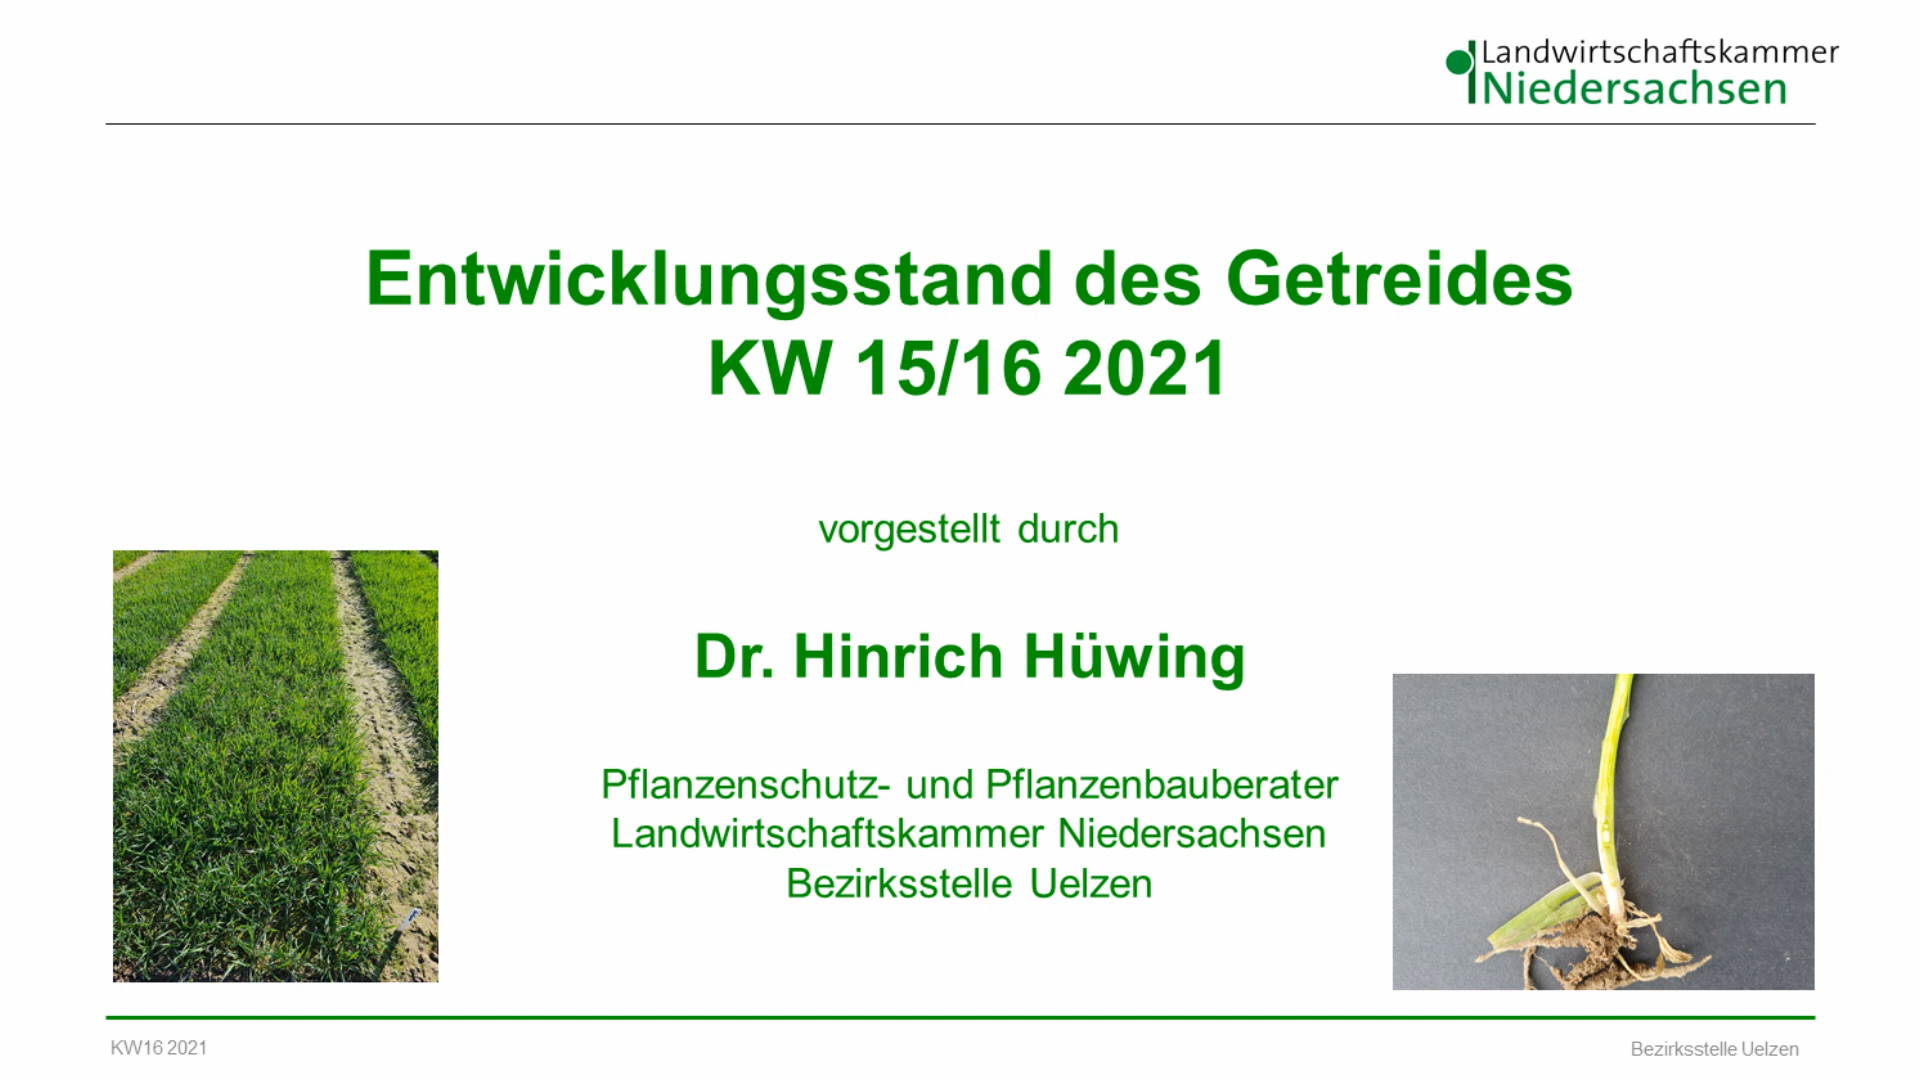 Landwirtschaftskammer
Niedersachsen
Entwicklungsstand des Getreides
KW 15/16 2021
vorgestellt durch
Dr. Hinrich Hüwing
Pflanzenschutz- und Pflanzenbauberater
Landwirtschaftskammer Niedersachsen
Bezirksstelle Uelzen
KW16 2021
Bezirksstelle Uelzen